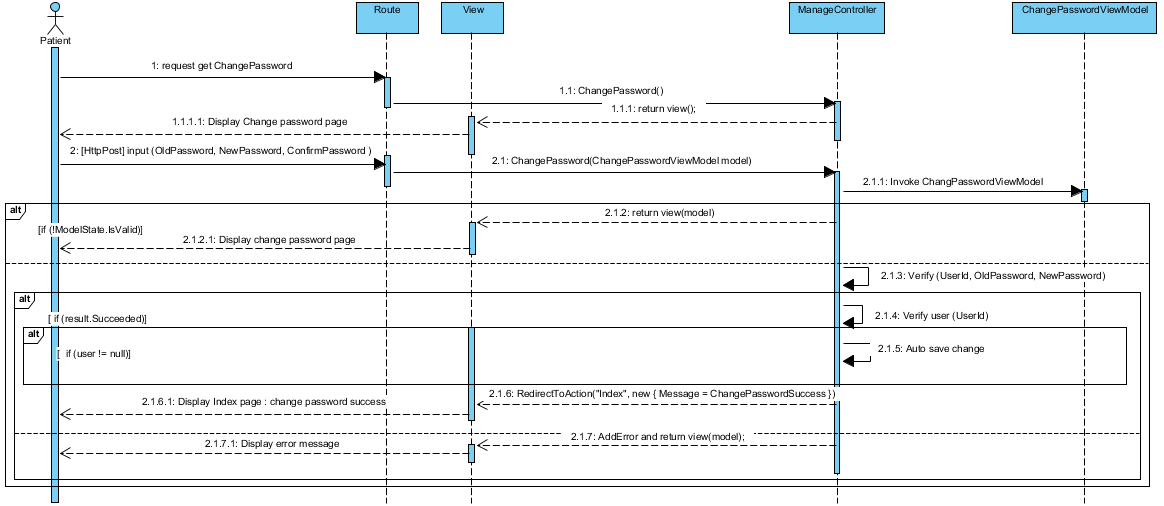 Route
View
ManageController
ChangePasswordViewModel
Patient
1: request get ChangePassword
1.1: ChangePassword()
1.1.1: return view();
1.1.1.1: Display Change password page
2: [HttpPost] input (OldPassword, NewPassword, ConfirmPassword )
2.1: ChangePassword(ChangePasswordViewModel model)
2.1.1: Invoke ChangPasswordViewModel
alt
2.1.2: return view(model)
[if (!ModelState.IsValid)]
2.1.2.1: Display change password page
2.1.3: Verify (UserId, OldPassword, NewPassword)
alt
[ if (result.Succeeded)]
2.1.4: Verify user (UserId)
alt
[ if (user != null)]
2.1.5: Auto save change
2.1.6: RedirectToAction("Index", new { Message = ChangePasswordSuccess })
2.1.6.1: Display Index page : change password success
2.1.7: AddError and return view(model);
2.1.7.1: Display error message